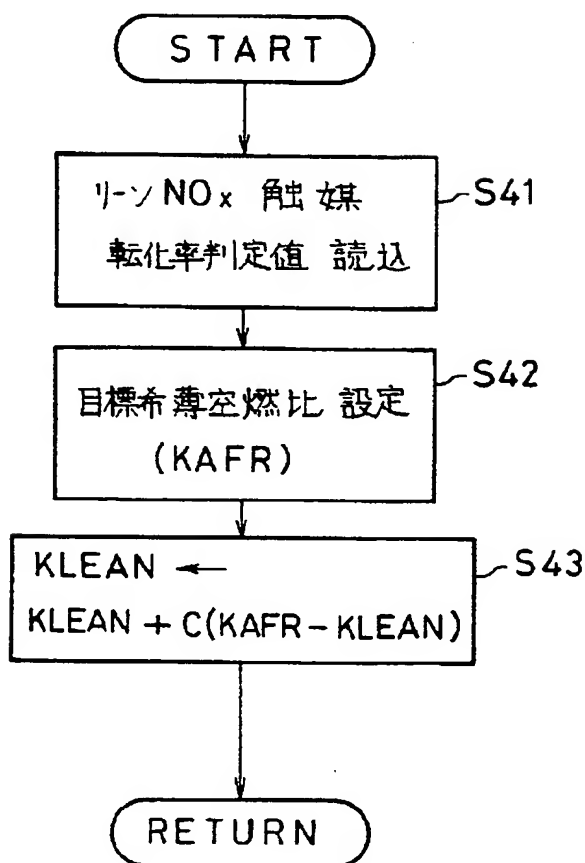 START
リーンNOx 触媒
転化率判定値 読込
S41
目標希薄空燃比 設定
(KAFR)
S42
KLEAN ←
KLEAN + C(KAFR-KLEAN)
S43
RETURN